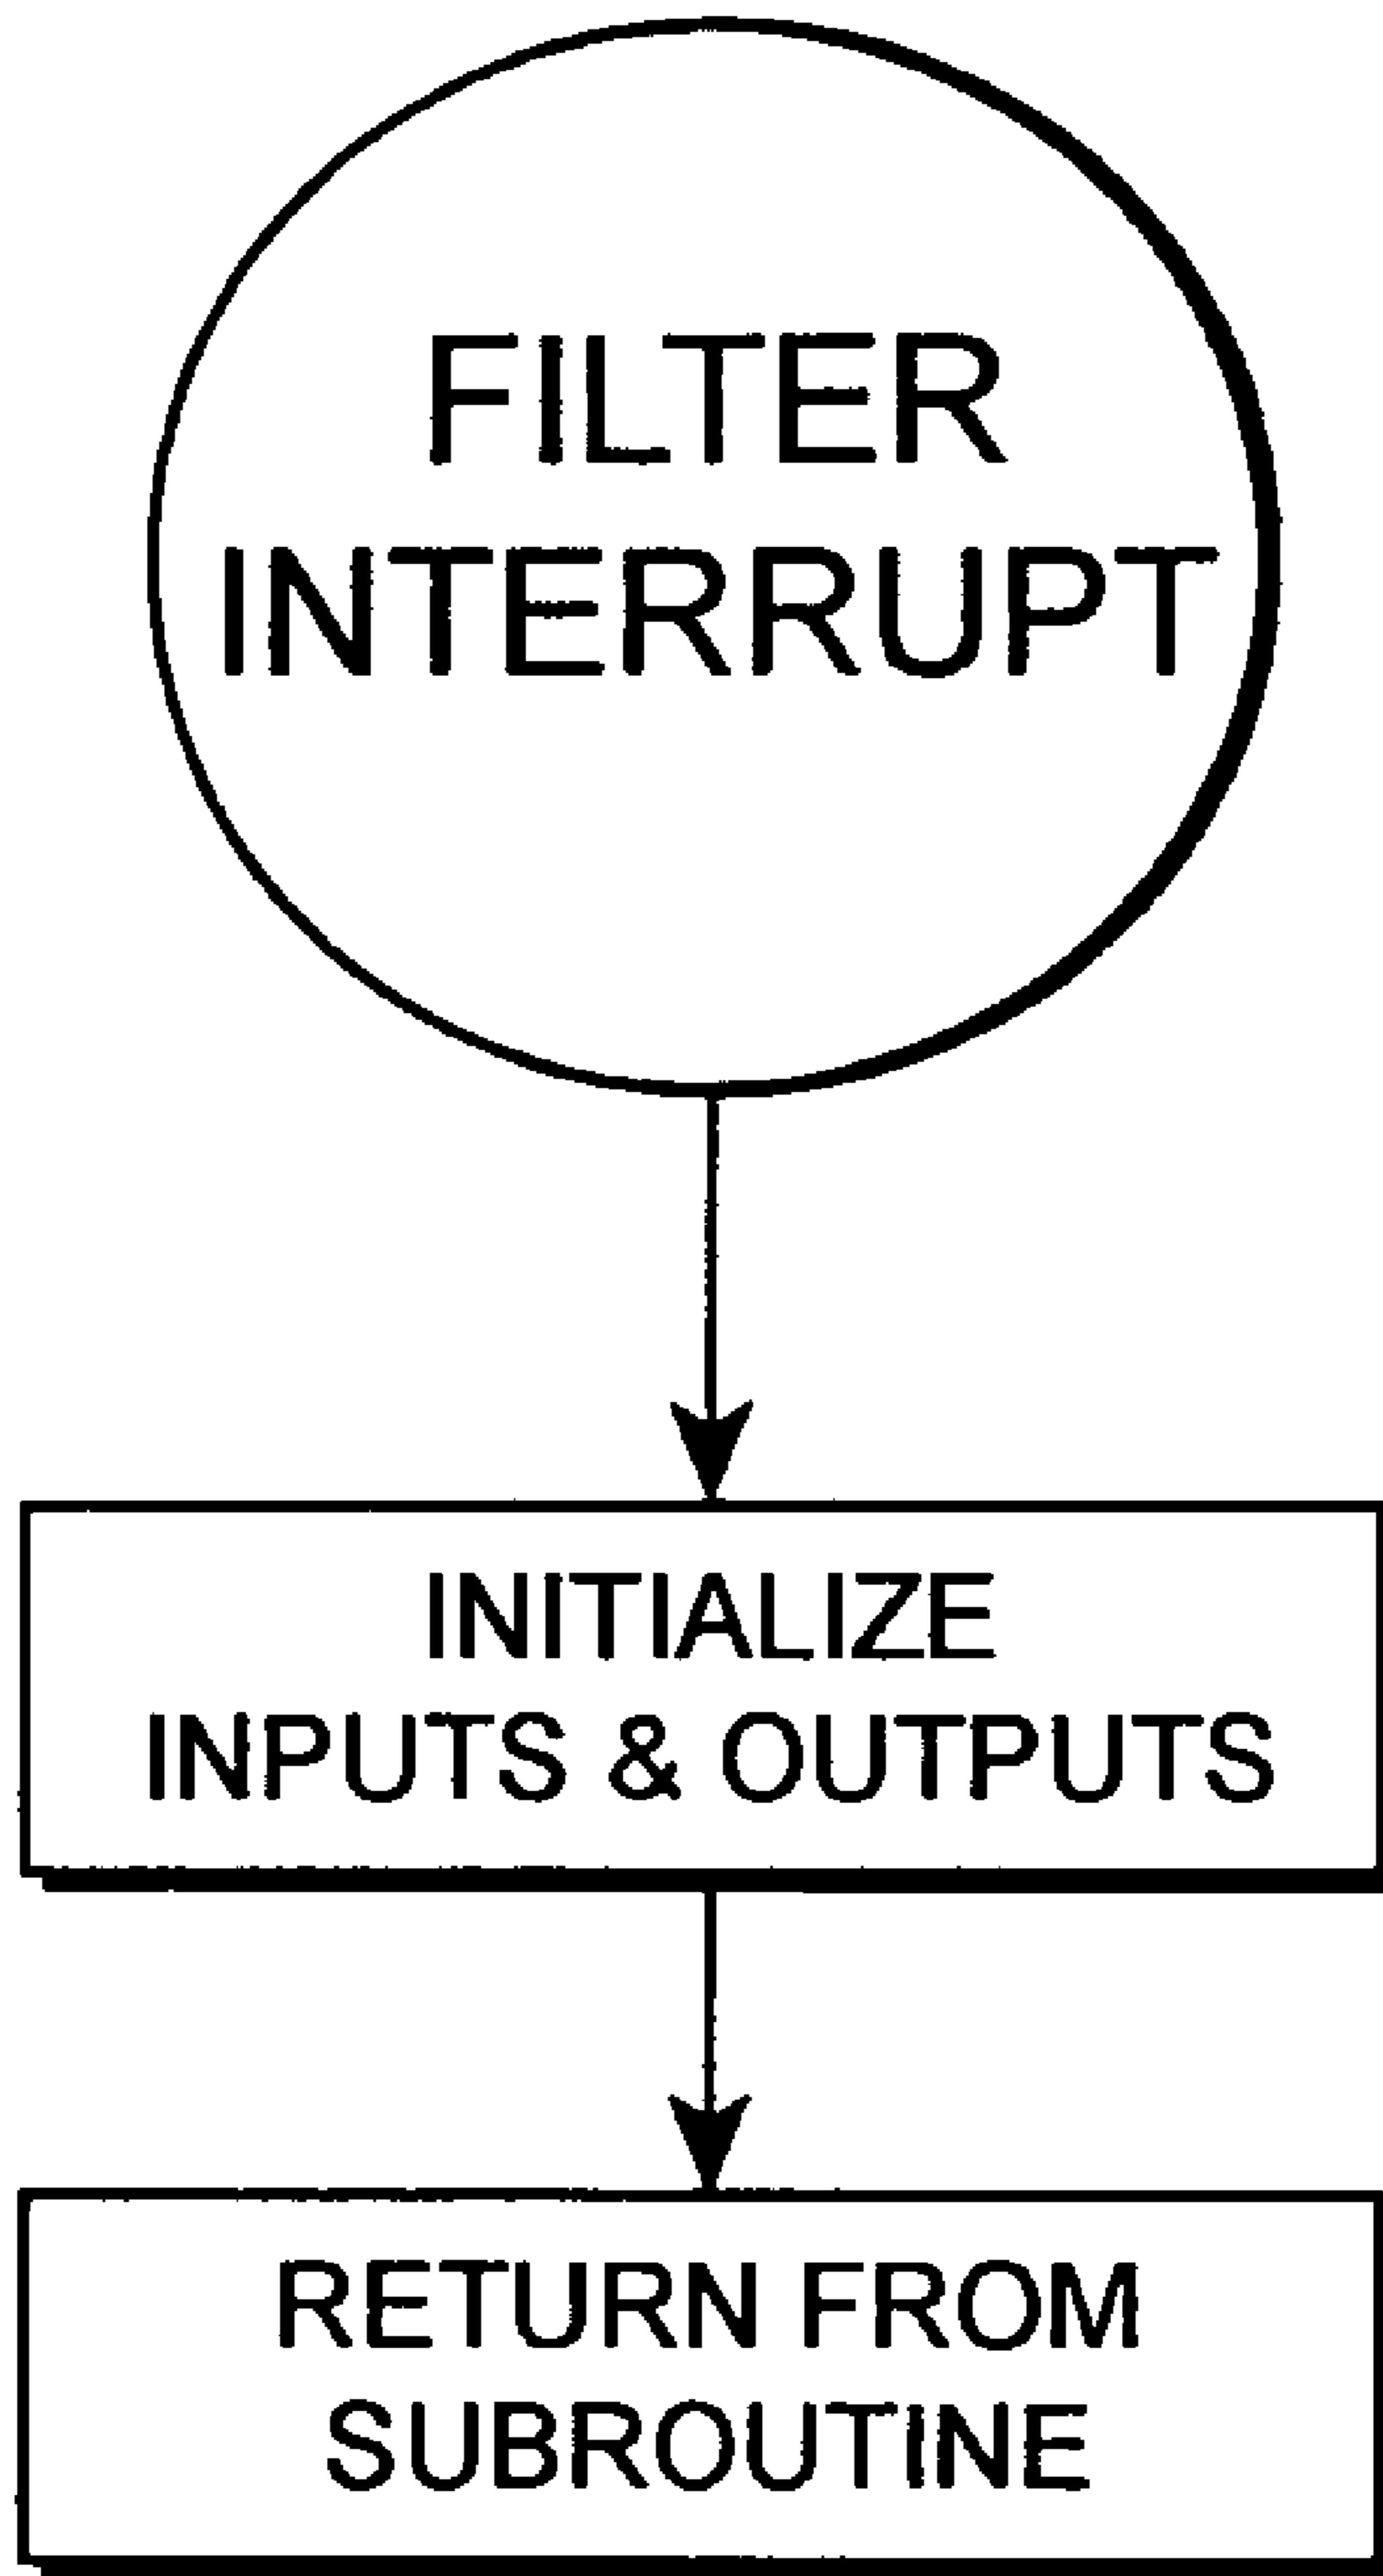 FILTER
INTERRUPT
INITIALIZE
INPUTS & OUTPUTS
RETURN FROM
SUBROUTINE